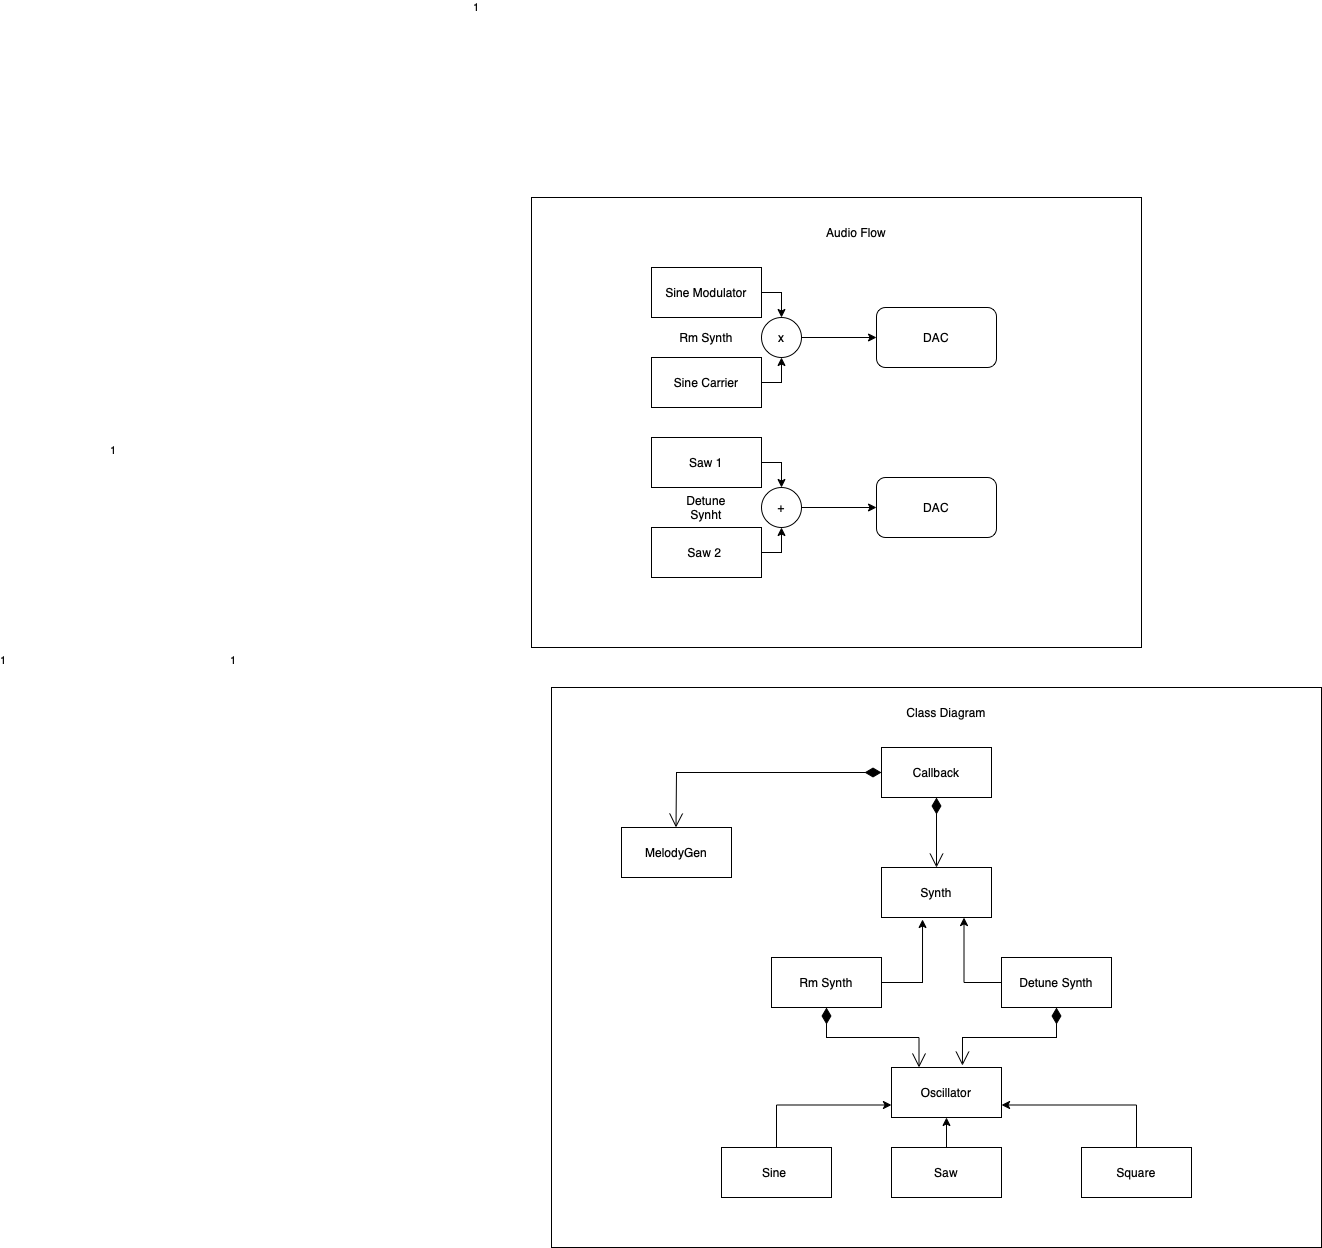 1
Audio Flow
Sine Modulator
Rm Synth
x
DAC
Sine Carrier
1
Saw 1
Detune
Synht
+
DAC
Saw 2
1
1
Class Diagram
Callback
MelodyGen
Synth
Rm Synth
Detune Synth
Oscillator
Sine
Saw
Square